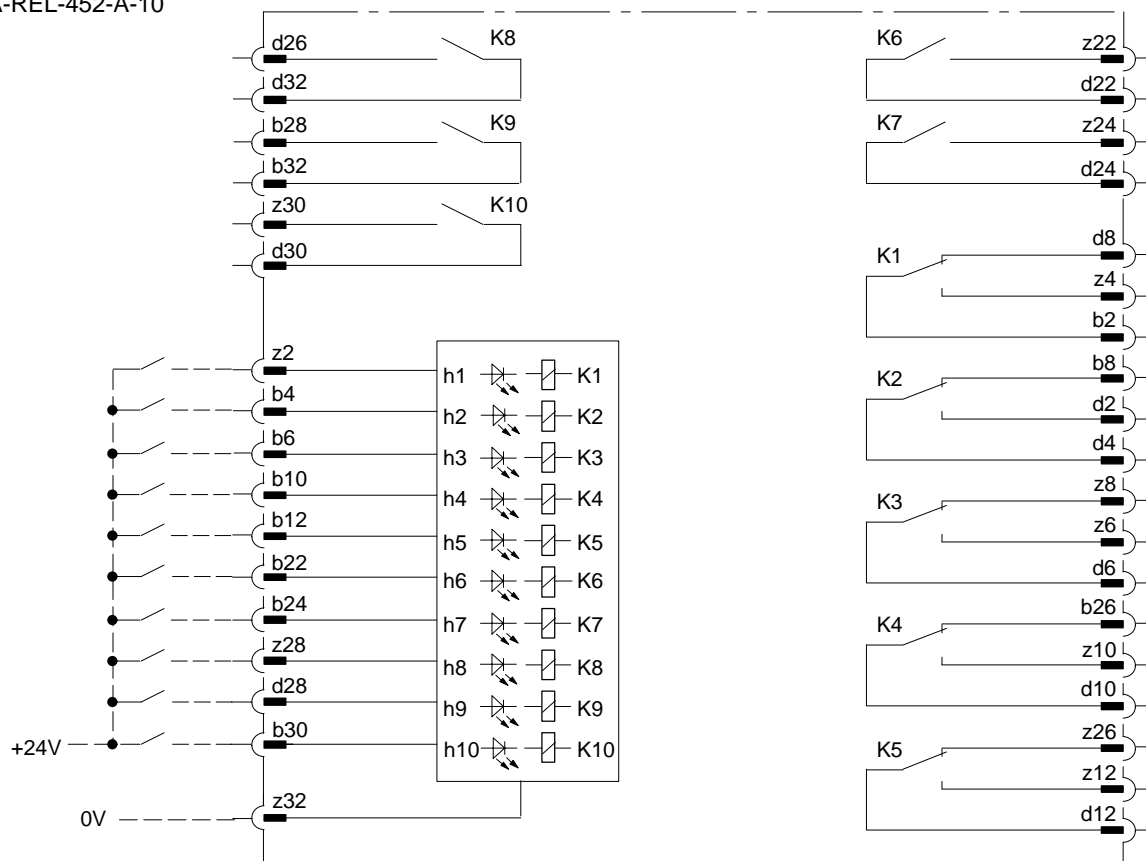 A-REL-452-A-10
d26 K8 K6 z22
d32 d22
b28 K9 K7 z24
b32 d24
z30 K10
d30 K1 d8
z4
b2
z2 h1 K1 K2 b8
b4 h2 K2 d2
b6 h3 K3 d4
b10 h4 K4 K3 z8
b12 h5 K5 z6
b22 h6 K6 d6
b24 h7 K7 K4 b26
z28 h8 K8 z10
d28 h9 K9 d10
+24V b30 h10 K10 K5 z26
z12
0V z32 d12